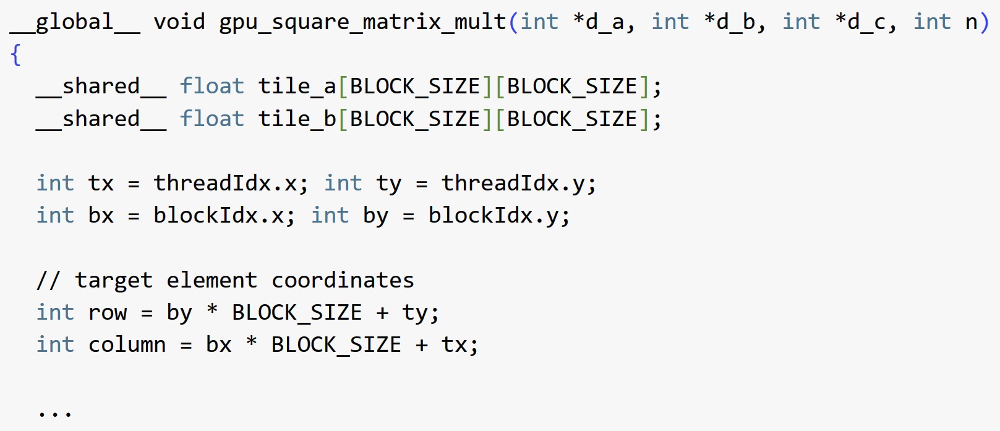 __global__ void gpu_square_matrix_mult(int *d_a, int *d_b, int *d_c, int n)
{
  __shared__ float tile_a[BLOCK_SIZE][BLOCK_SIZE];
  __shared__ float tile_b[BLOCK_SIZE][BLOCK_SIZE];

  int tx = threadIdx.x; int ty = threadIdx.y;
  int bx = blockIdx.x; int by = blockIdx.y;

  // target element coordinates
  int row = by * BLOCK_SIZE + ty;
  int column = bx * BLOCK_SIZE + tx;

  ...